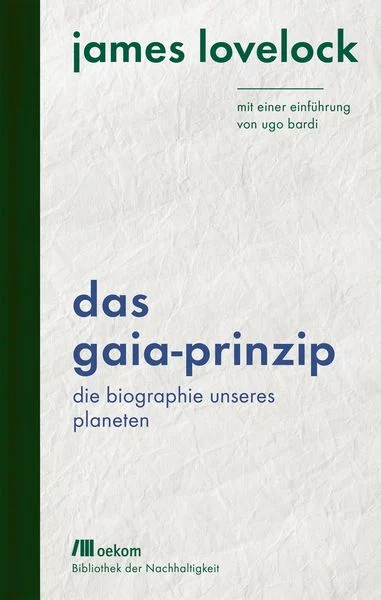 james lovelock
mit einer einführung
von ugo bardi
das
gaia-prinzip
die biographie unseres
planeten
oekom
Bibliothek der Nachhaltigkeit